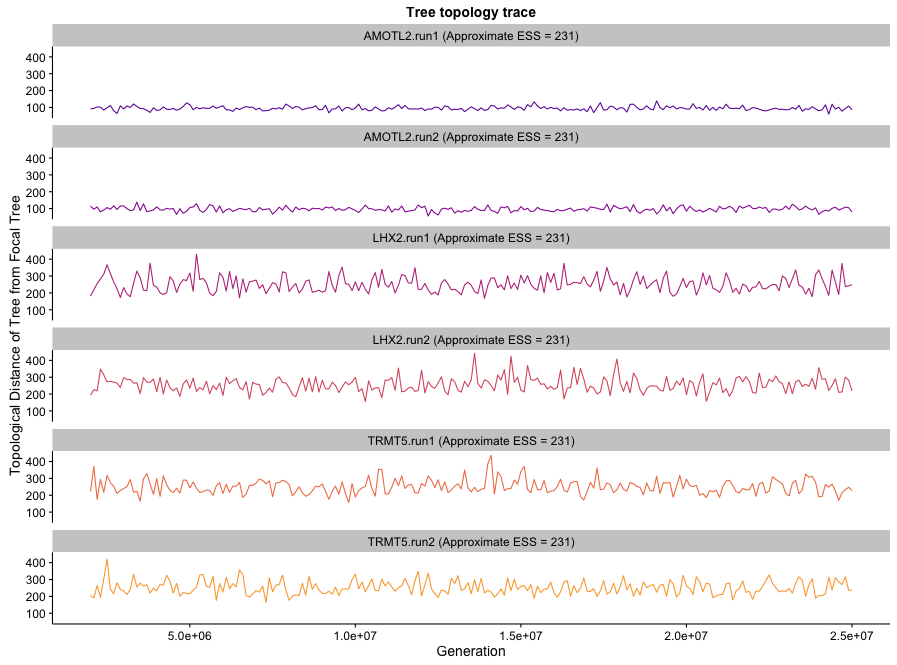 Tree topology trace
AMOTL2.run1 (Approximate ESS = 231)
400
300
200
100
AMOTL2.run2 (Approximate ESS = 231)
400
300
200
100
LHX2.run1 (Approximate ESS = 231)
400
300
200
100
LHX2.run2 (Approximate ESS = 231)
400
300
200
100
TRMT5.run1 (Approximate ESS = 231)
400
300
200
100
TRMT5.run2 (Approximate ESS = 231)
400
300
200
100
Topological Distance of Tree from Focal Tree
5.0e+06 1.0e+07 1.5e+07 2.0e+07 2.5e+07
Generation